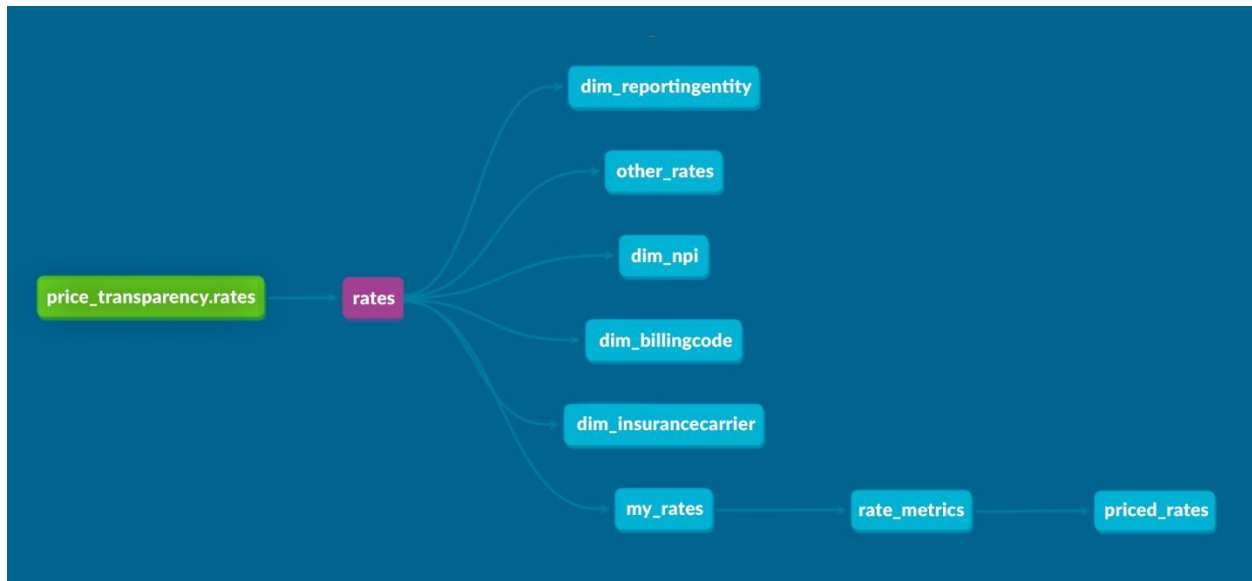 dim_reportingentity
other_rates
dim_npi
price_transparency.rates
rates
dim_billingcode
dim_insurancecarrier
my_rates
rate_metrics
priced_rates